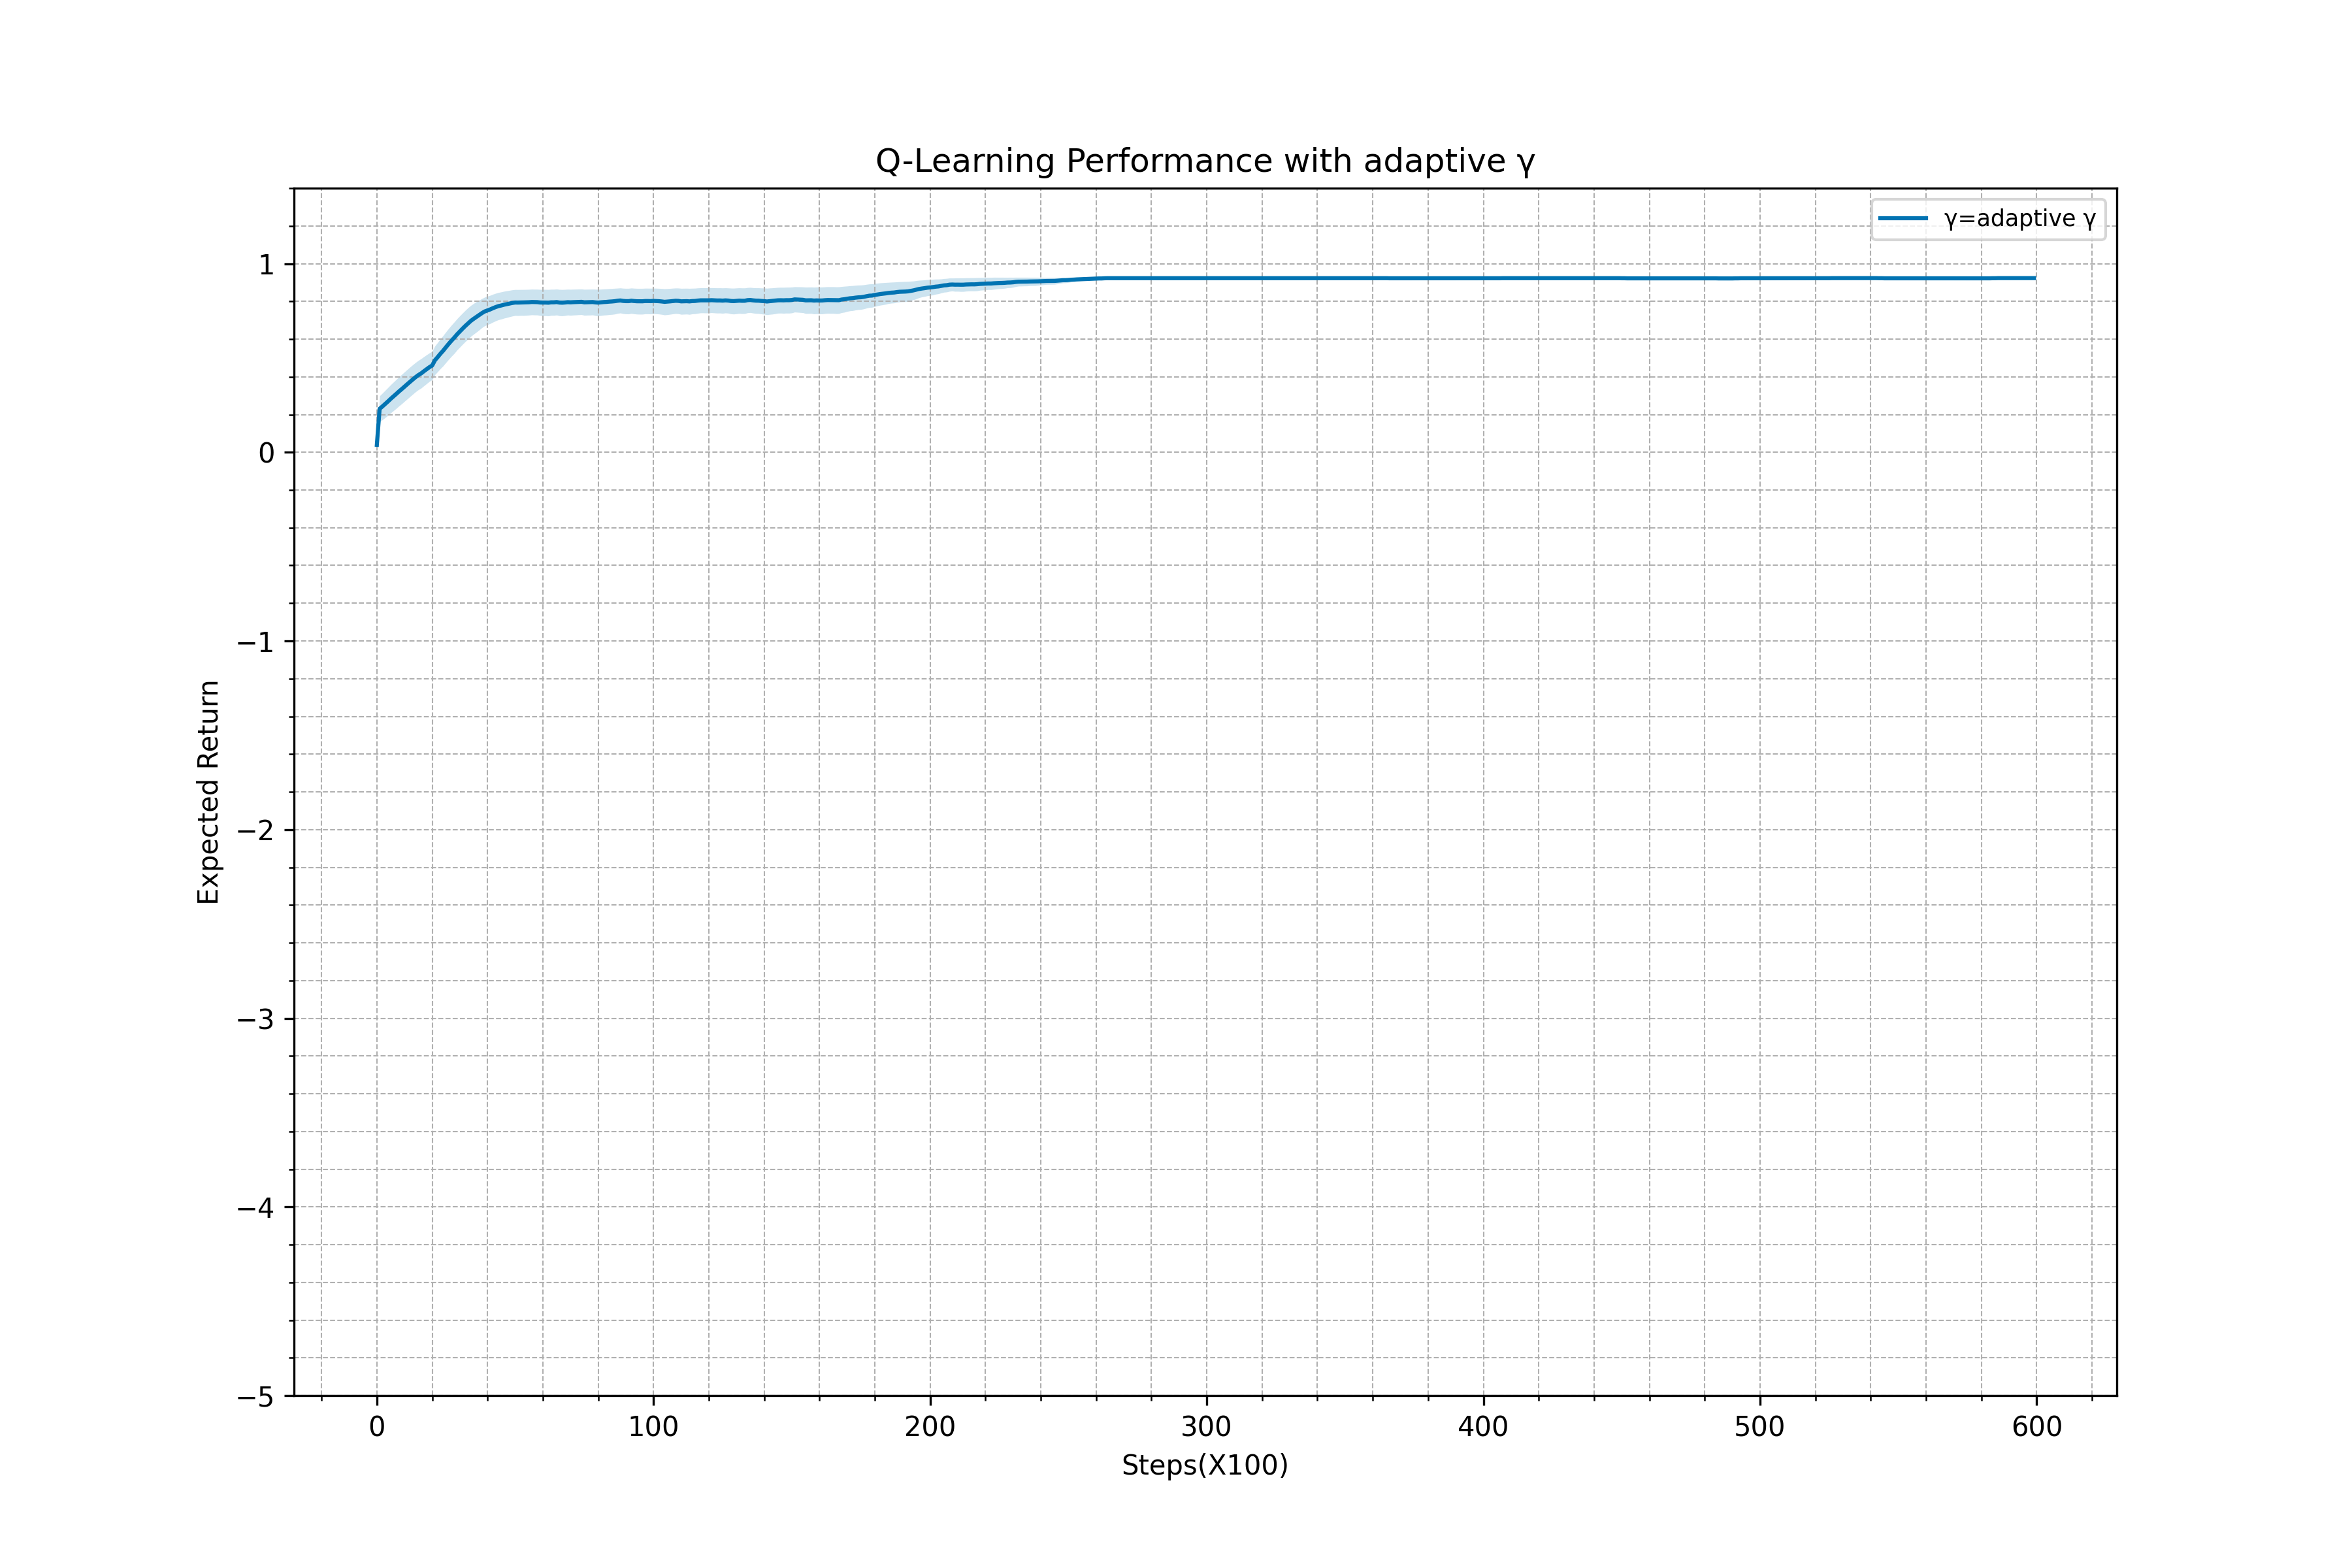 Q-Learning Performance with adaptive γ
γ=adaptive γ
1
0
−1
−2
−3
−4
−5
Expected Return
0 100 200 300 400 500 600
Steps(X100)